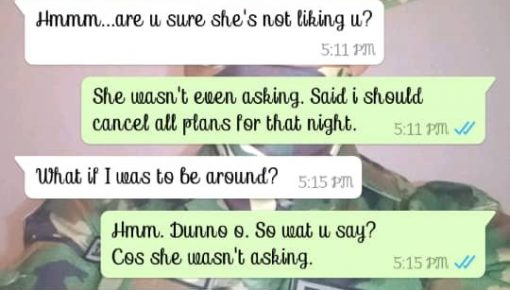 Hmmm...are u sure she's not liking u?
5:11 PM
She wasn't even asking. Said i should
cancel all plans for that night.
5:11 PM
What if I was to be around?
5:15 PM
Hmm. Dunno o. So wat u say?
Cos she wasn't asking.
5:15 PM